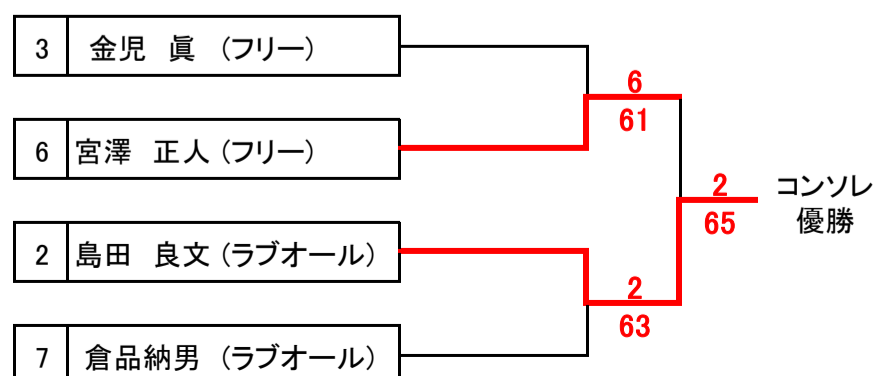 3 金児 眞 (フリー)
6
61
6 宮澤 正人 (フリー)
2 コンソレ
65 優勝
2 島田 良文 (ラブオール)
2
63
7 倉品納男 (ラブオール)